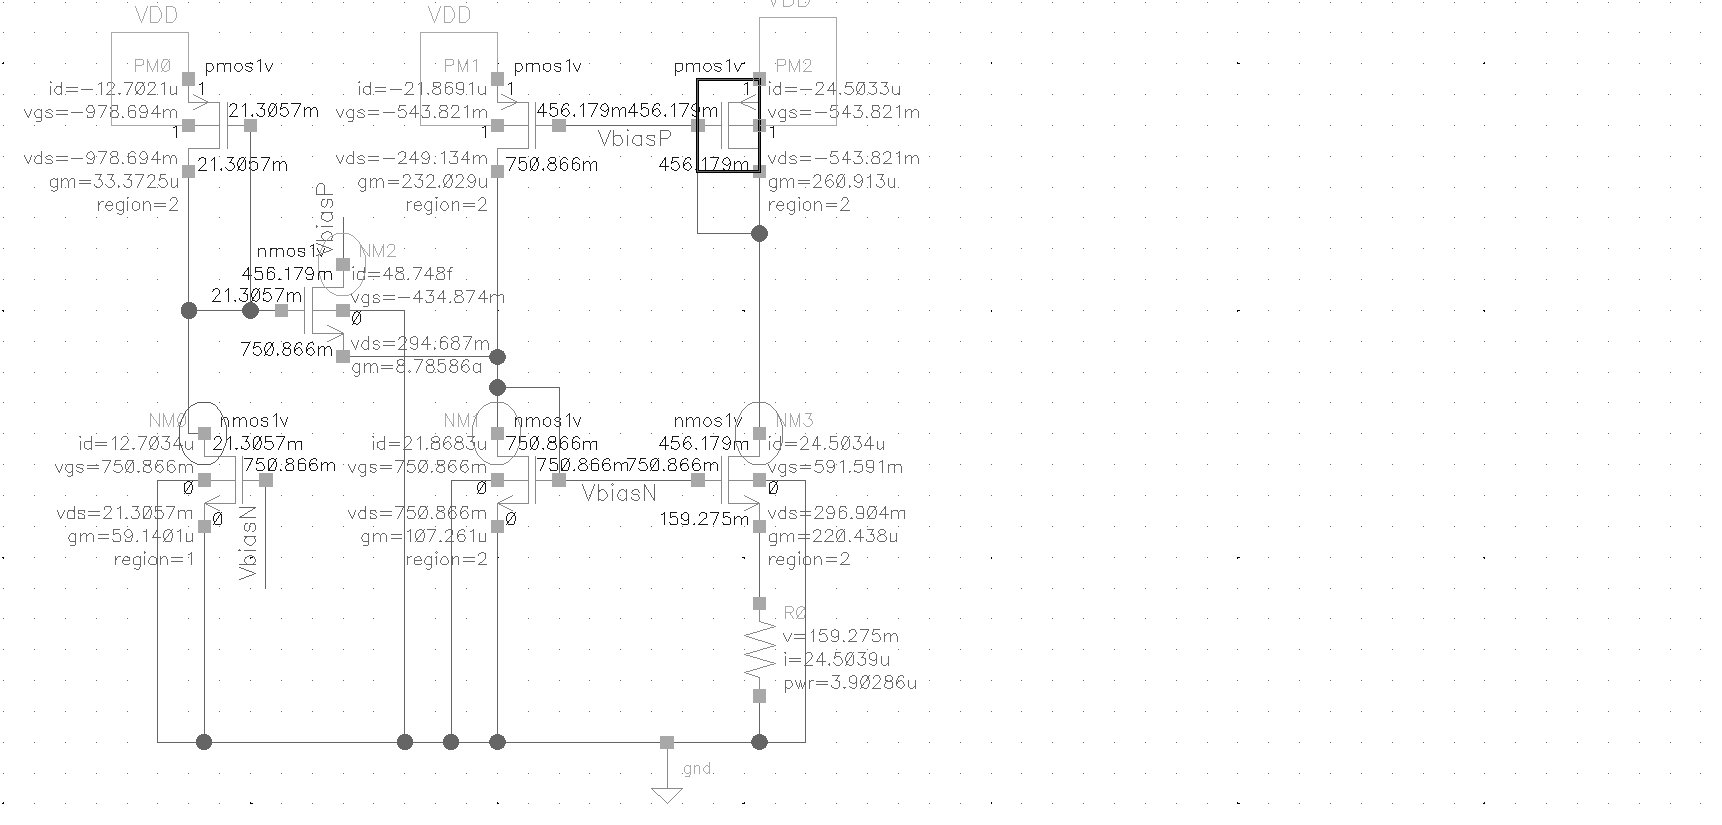 VDD
VDD
VDD
PM0
pmos1v
id=-12.7021u
1
vgs=-978.694m
21.3057m
1
vds=-978.694m
21.3057m
gm=33.3725u
region=2
PM1
pmos1v
id=-21.8691u
1
vgs=-543.821m
456.179m
1
vds=-249.134m
750.866m
gm=232.029u
region=2
VbiasP
pmos1v
PM2
1
id=-24.5033u
456.179m
vgs=-543.821m
1
456.179m
vds=-543.821m
gm=260.913u
region=2
VbiasP
nmos1v
NM2
456.179m
id=48.748f
21.3057m
vgs=-434.874m
0
750.866m
vds=294.687m
gm=8.78586a
NM0
nmos1v
id=12.7034u
21.3057m
vgs=750.866m
750.866m
0
vds=21.3057m
0
gm=59.1401u
region=1
VbiasN
NM1
nmos1v
id=21.8683u
750.866m
vgs=750.866m
750.866m
0
vds=750.866m
0
gm=107.261u
region=2
VbiasN
nmos1v
NM3
456.179m
id=24.5034u
750.866m
vgs=591.591m
0
159.275m
vds=296.904m
gm=220.438u
region=2
R0
v=159.275m
i=24.5039u
pwr=3.90286u
gnd